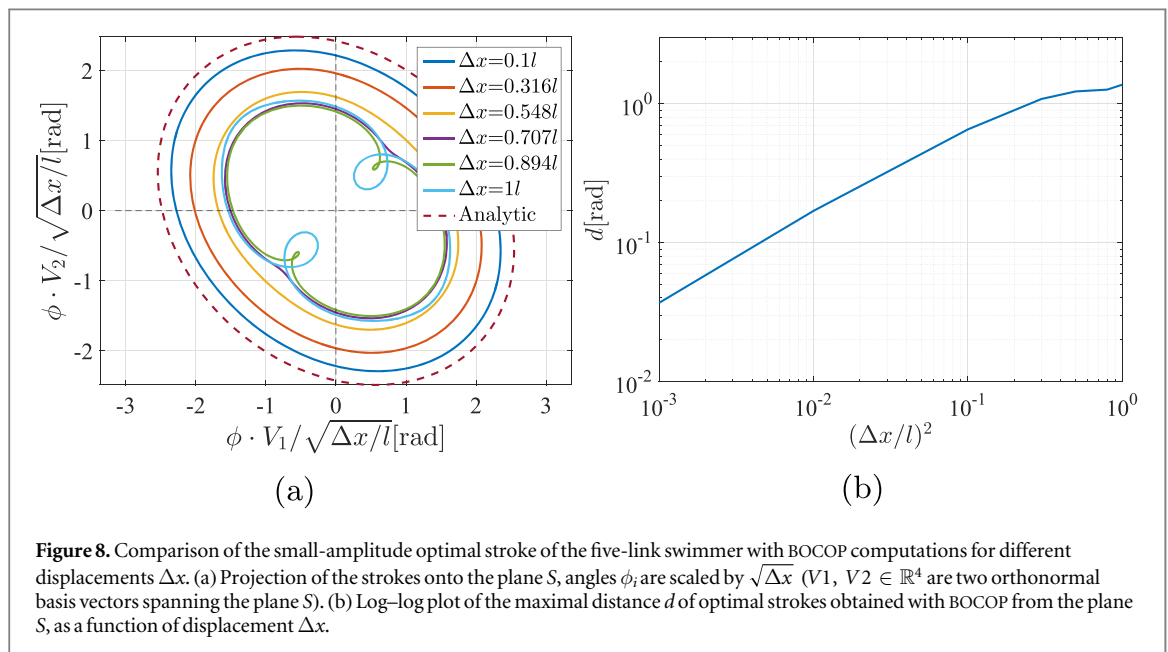 ϕ · V₂/√Δx/l[rad]
2
1
0
-1
-2
-3
-2
-1
0
1
2
3
ϕ · V₁/√Δx/l[rad]
Δx=0.1l
Δx=0.316l
Δx=0.548l
Δx=0.707l
Δx=0.894l
Δx=1l
Analytic
(a)
d[rad]
10⁰
10⁻¹
10⁻²
10⁻³
10⁻²
10⁻¹
10⁰
(Δx/l)²
(b)
Figure 8. Comparison of the small-amplitude optimal stroke of the five-link swimmer with BOCOP computations for different
displacements Δx. (a) Projection of the strokes onto the plane S, angles ϕᵢ are scaled by √Δx (V1, V2 ∈ ℝ⁴ are two orthonormal
basis vectors spanning the plane S). (b) Log–log plot of the maximal distance d of optimal strokes obtained with BOCOP from the plane
S, as a function of displacement Δx.